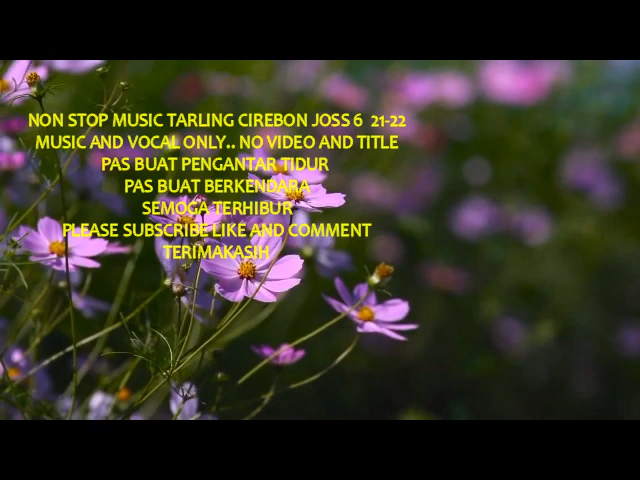 NON STOP MUSIC TARLING CIREBON JOSS 6 21-22
MUSIC AND VOCAL ONLY.. NO VIDEO AND TITLE
PAS BUAT PENGANTAR TIDUR
PAS BUAT BERKENDARA
SEMOGA TERHIBUR
PLEASE SUBSCRIBE LIKE AND COMMENT
TERIMAKASIH